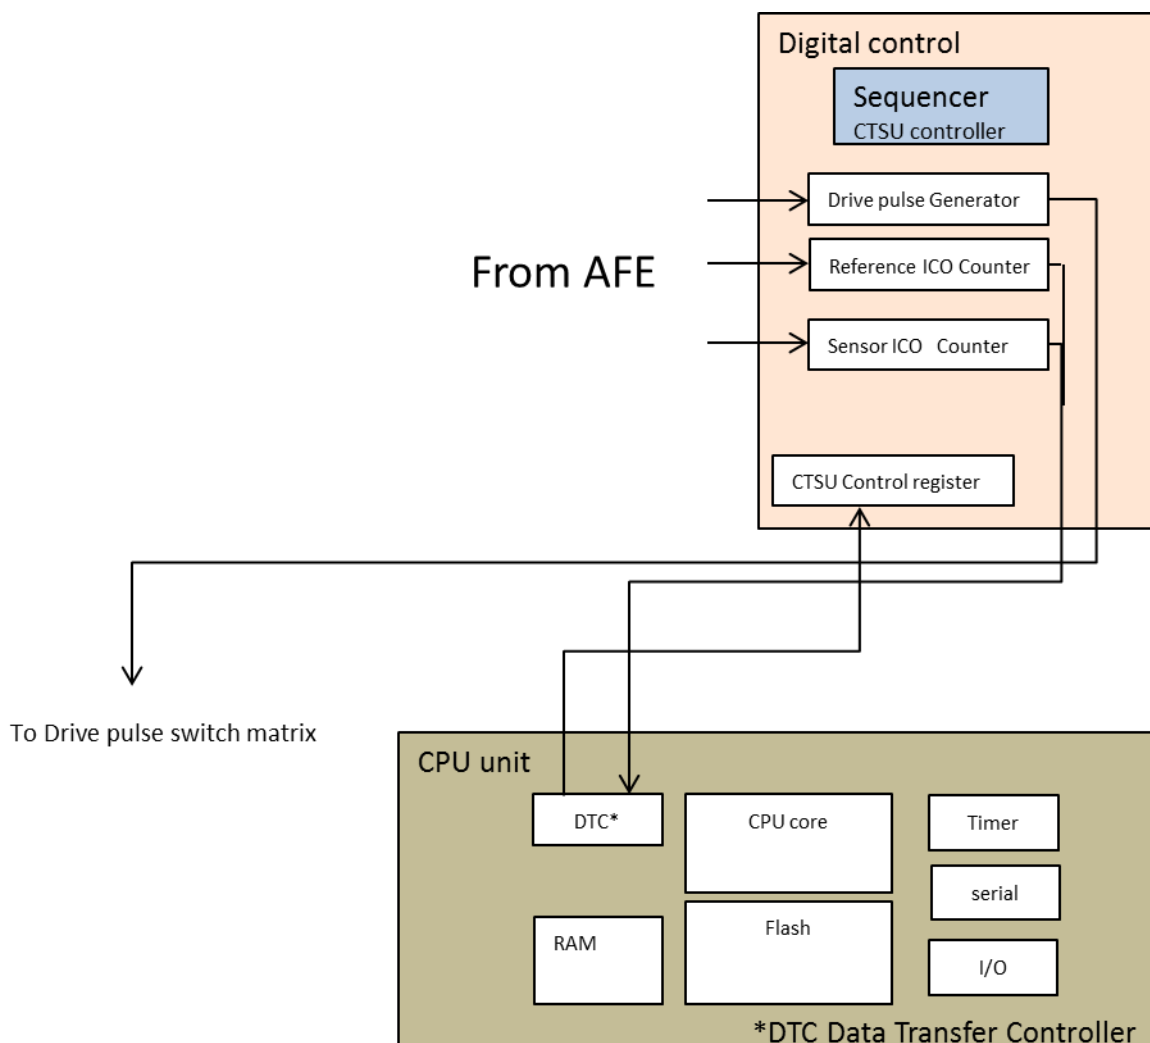 Digital control
Sequencer
CTSU controller
Drive pulse Generator
From AFE
Reference ICO Counter
Sensor ICO Counter
CTSU Control register
To Drive pulse switch matrix
CPU unit
DTC*
CPU core
Timer
serial
RAM
Flash
I/O
*DTC Data Transfer Controller